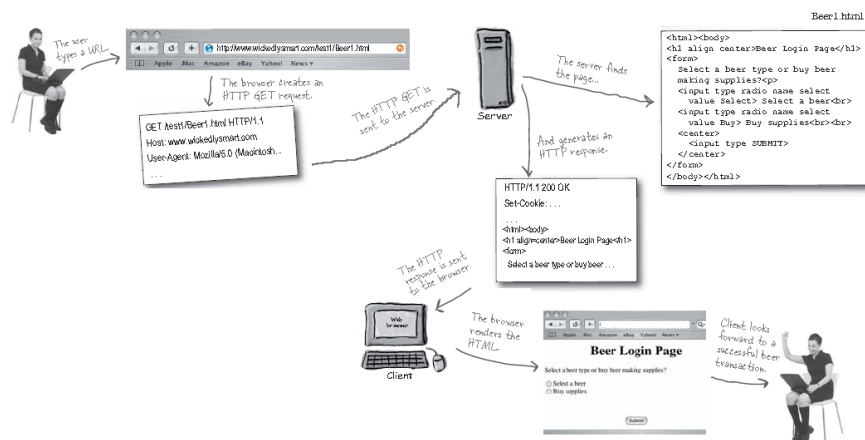 Beer1.html
The user
types a URL.
http://www.wickedlysmart.com/test1/Beer1.html
Apple .Mac Amazon eBay Yahoo! News
The browser creates an
HTTP GET request.
GET /test1/Beer1.html HTTP/1.1
Host: www.wickedlysmart.com
User-Agent: Mozilla/5.0 (Macintosh...
. . .
The HTTP GET is
sent to the server.
Server
The server finds
the page...
<html><body>
<h1 align center>Beer Login Page</h1>
<form>
Select a beer type or buy beer
making supplies?<p>
<input type radio name select
value Select> Select a beer<br>
<input type radio name select
value Buy> Buy supplies<br><br>
<center>
<input type SUBMIT>
</center>
</form>
</body></html>
And generates an
HTTP response.
HTTP/1.1 200 OK
Set-Cookie: . . .
. . .
<html><body>
<h1 align=center>Beer Login Page</h1>
<form>
Select a beer type or buy beer . . .
The HTTP
response is sent
to the browser.
Web
browser
Client
The browser
renders the
HTML.
Apple .Mac Amazon eBay Yahoo! News
Beer Login Page
Select a beer type or buy beer making supplies?
Select a beer
Buy supplies
Submit
Client looks
forward to a
successful beer
transaction.